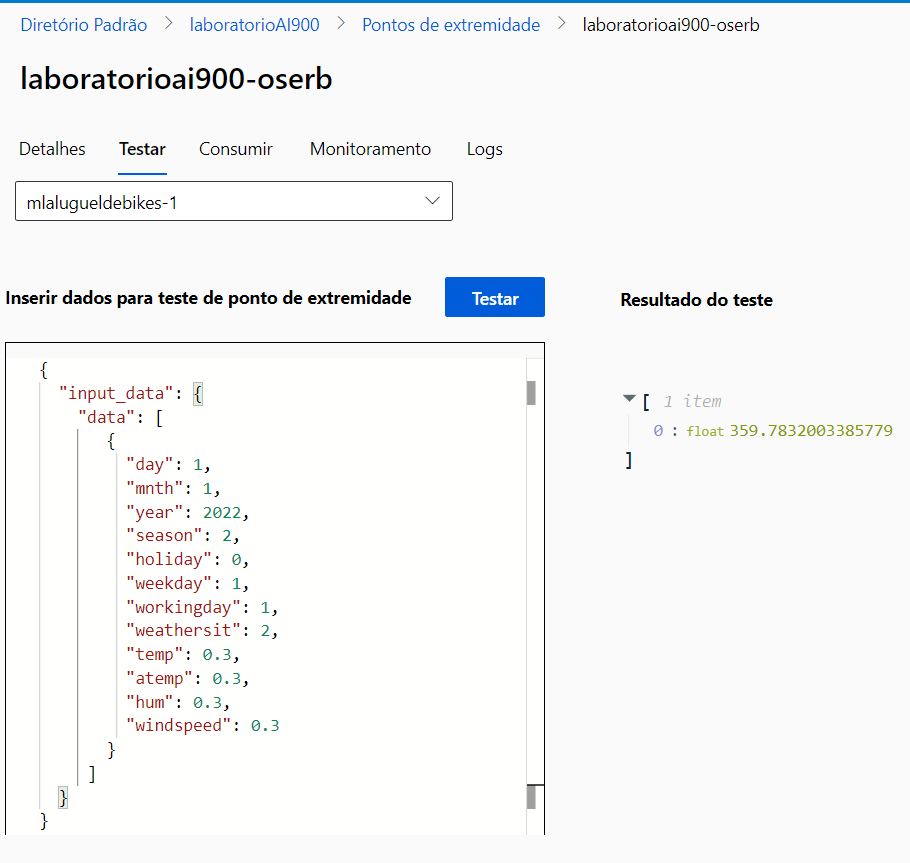 Diretório Padrão > laboratorioAI900 > Pontos de extremidade > laboratorioai900-oserb
laboratorioai900-oserb
Detalhes Testar Consumir Monitoramento Logs
mlalugueldebikes-1
Inserir dados para teste de ponto de extremidade Testar
{
"input_data": {
"data": [
{
"day": 1,
"mnth": 1,
"year": 2022,
"season": 2,
"holiday": 0,
"weekday": 1,
"workingday": 1,
"weathersit": 2,
"temp": 0.3,
"atemp": 0.3,
"hum": 0.3,
"windspeed": 0.3
}
]
}
}
Resultado do teste
[ 1 item
0 : float 359.7832003385779
]